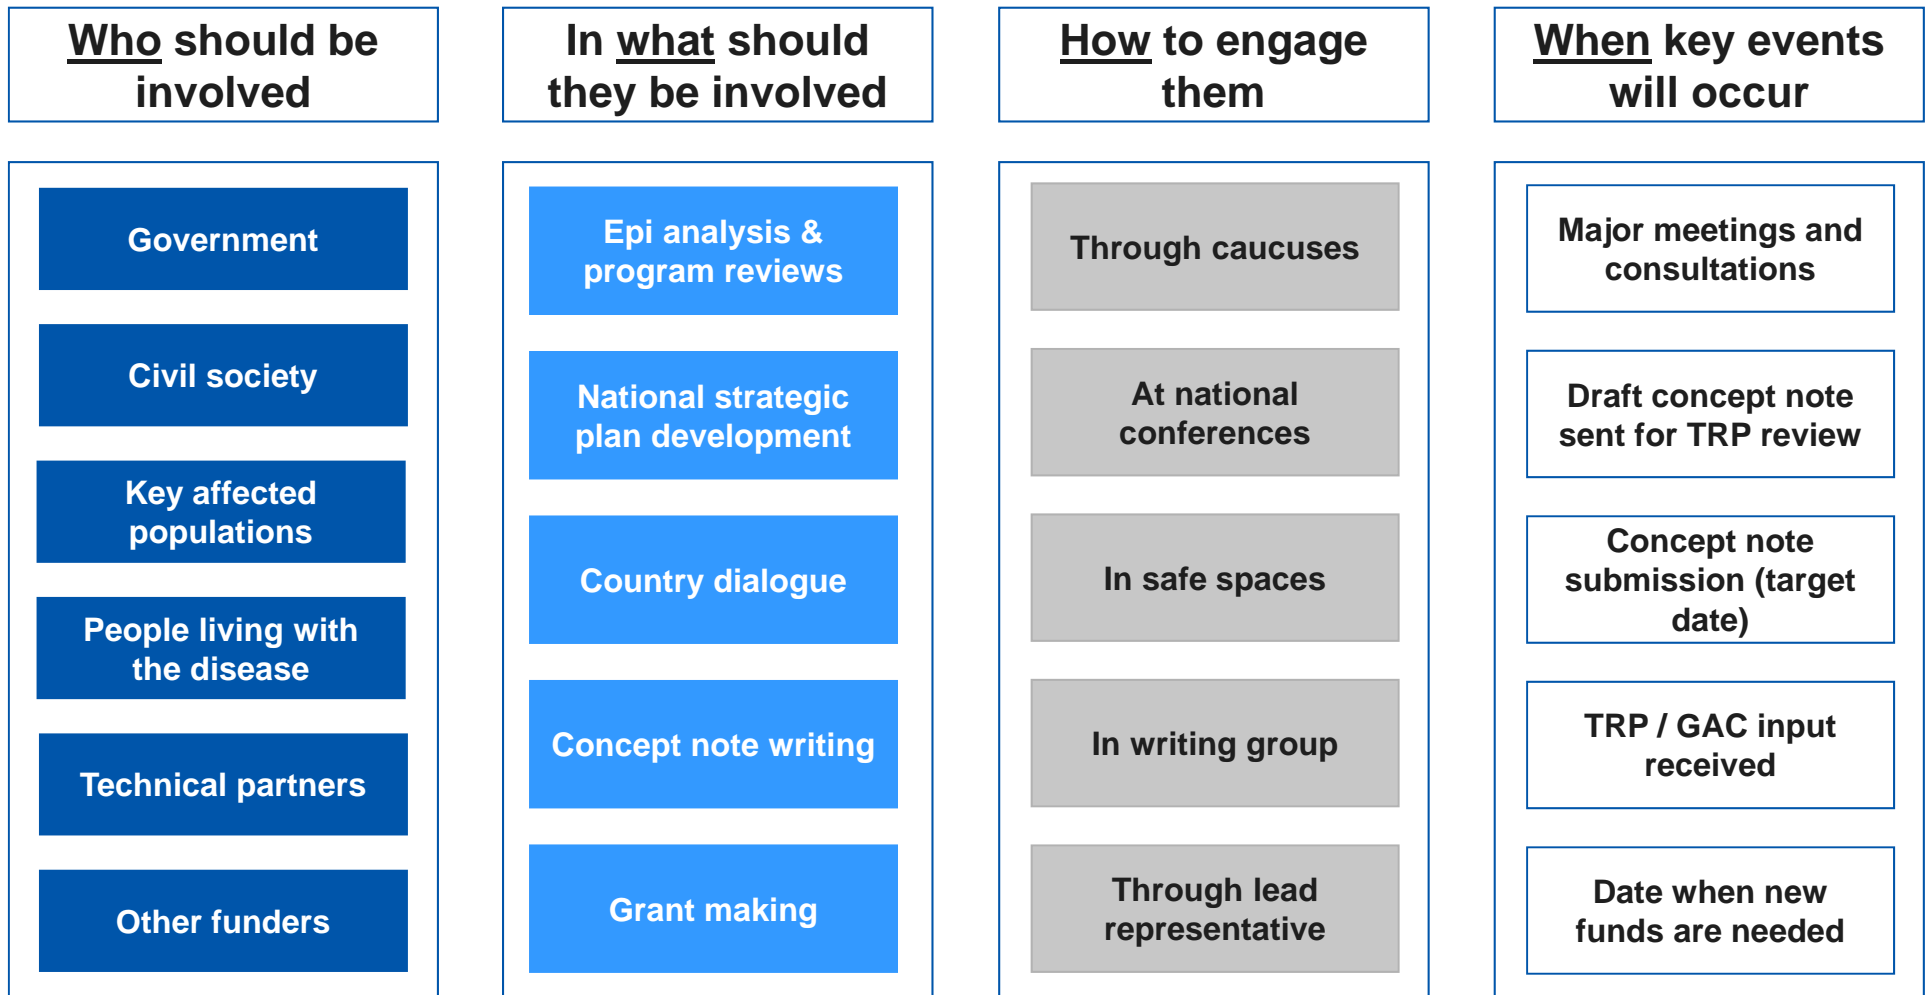 Who should be
involved
Government
Civil society
Key affected
populations
People living with
the disease
Technical partners
Other funders
In what should
they be involved
Epi analysis &
program reviews
National strategic
plan development
Country dialogue
Concept note writing
Grant making
How to engage
them
Through caucuses
At national
conferences
In safe spaces
In writing group
Through lead
representative
When key events
will occur
Major meetings and
consultations
Draft concept note
sent for TRP review
Concept note
submission (target
date)
TRP / GAC input
received
Date when new
funds are needed